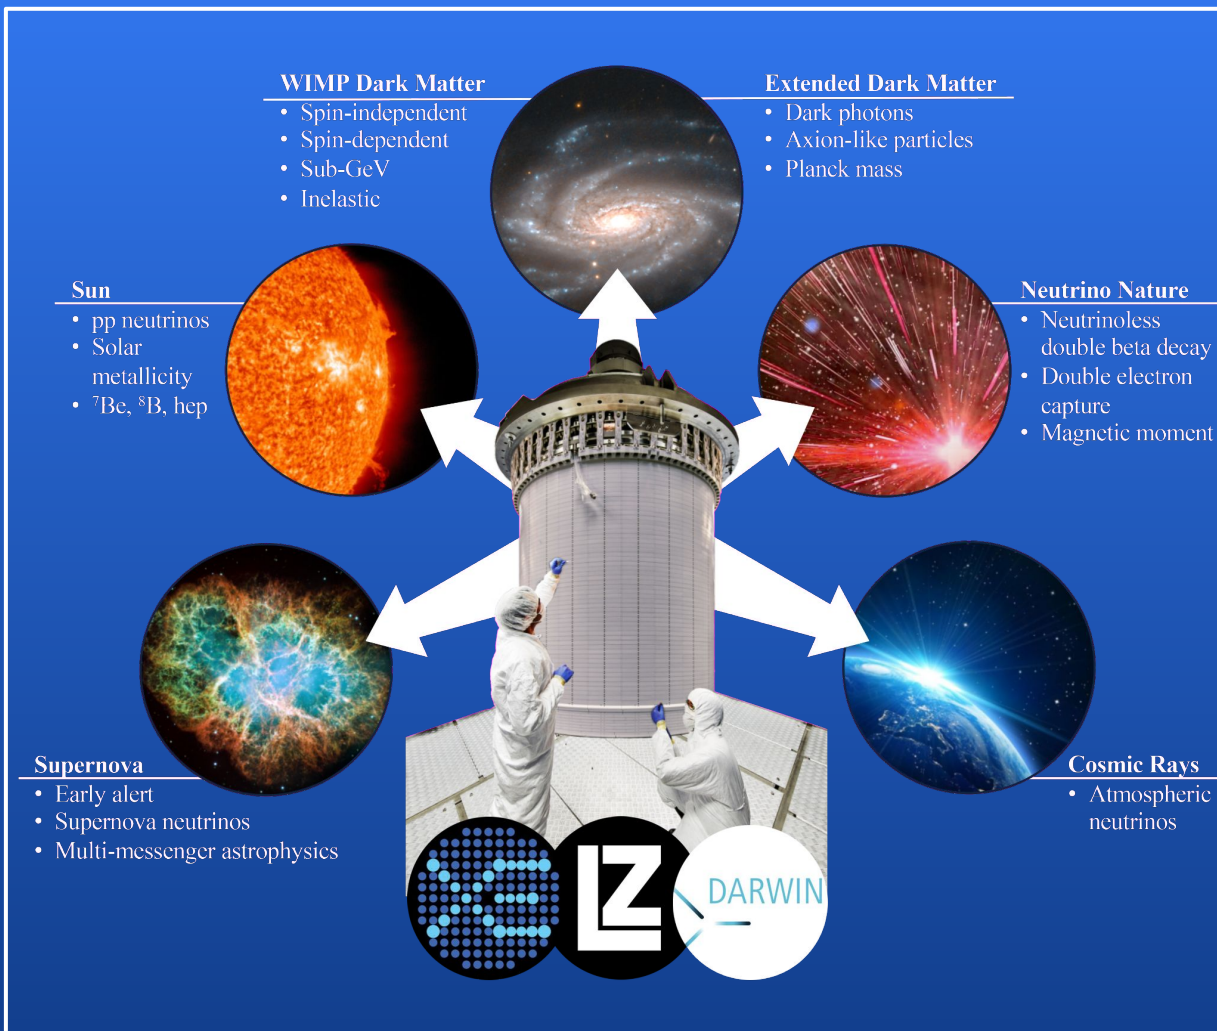 WIMP Dark Matter
• Spin-independent
• Spin-dependent
• Sub-GeV
• Inelastic
Extended Dark Matter
• Dark photons
• Axion-like particles
• Planck mass
Sun
• pp neutrinos
• Solar
metallicity
• ⁷Be, ⁸B, hep
Neutrino Nature
• Neutrinoless
double beta decay
• Double electron
capture
• Magnetic moment
Supernova
• Early alert
• Supernova neutrinos
• Multi-messenger astrophysics
Cosmic Rays
• Atmospheric
neutrinos
XE
LZ
DARWIN